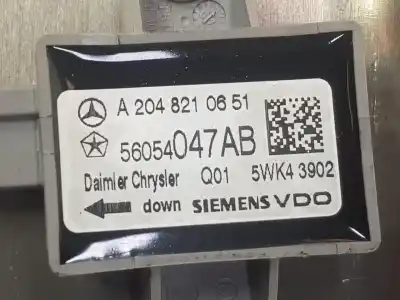 A 204 821 06 51
56054047AB
Daimler Chrysler Q01 5WK4 3902
down SIEMENS VDO